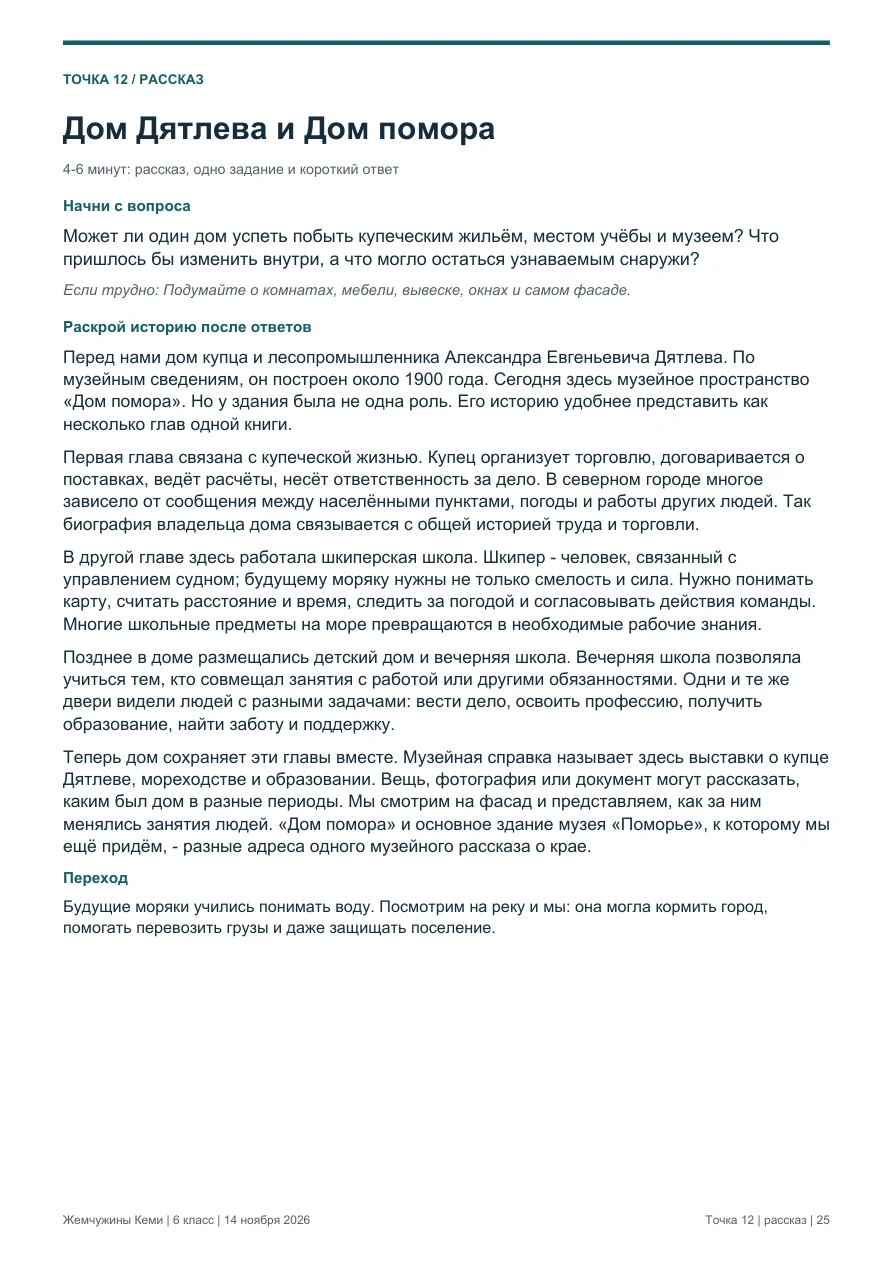 ТОЧКА 12 / РАССКАЗ
Дом Дятлева и Дом помора
4-6 минут: рассказ, одно задание и короткий ответ
Начни с вопроса
Может ли один дом успеть побыть купеческим жильём, местом учёбы и музеем? Что
пришлось бы изменить внутри, а что могло остаться узнаваемым снаружи?
Если трудно: Подумайте о комнатах, мебели, вывеске, окнах и самом фасаде.
Раскрой историю после ответов
Перед нами дом купца и лесопромышленника Александра Евгеньевича Дятлева. По
музейным сведениям, он построен около 1900 года. Сегодня здесь музейное пространство
«Дом помора». Но у здания была не одна роль. Его историю удобнее представить как
несколько глав одной книги.
Первая глава связана с купеческой жизнью. Купец организует торговлю, договаривается о
поставках, ведёт расчёты, несёт ответственность за дело. В северном городе многое
зависело от сообщения между населёнными пунктами, погоды и работы других людей. Так
биография владельца дома связывается с общей историей труда и торговли.
В другой главе здесь работала шкиперская школа. Шкипер - человек, связанный с
управлением судном; будущему моряку нужны не только смелость и сила. Нужно понимать
карту, считать расстояние и время, следить за погодой и согласовывать действия команды.
Многие школьные предметы на море превращаются в необходимые рабочие знания.
Позднее в доме размещались детский дом и вечерняя школа. Вечерняя школа позволяла
учиться тем, кто совмещал занятия с работой или другими обязанностями. Одни и те же
двери видели людей с разными задачами: вести дело, освоить профессию, получить
образование, найти заботу и поддержку.
Теперь дом сохраняет эти главы вместе. Музейная справка называет здесь выставки о купце
Дятлеве, мореходстве и образовании. Вещь, фотография или документ могут рассказать,
каким был дом в разные периоды. Мы смотрим на фасад и представляем, как за ним
менялись занятия людей. «Дом помора» и основное здание музея «Поморье», к которому мы
ещё придём, - разные адреса одного музейного рассказа о крае.
Переход
Будущие моряки учились понимать воду. Посмотрим на реку и мы: она могла кормить город,
помогать перевозить грузы и даже защищать поселение.
Жемчужины Кеми | 6 класс | 14 ноября 2026
Точка 12 | рассказ | 25